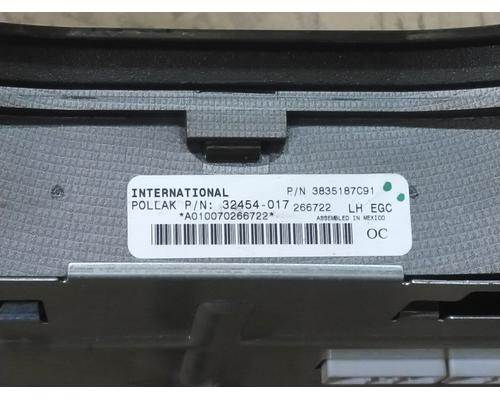 INTERNATIONAL P/N 3835187C91
POLLAK P/N: 32454-017 266722 LH EGC
*A010070266722* ASSEMBLED IN MEXICO
OC